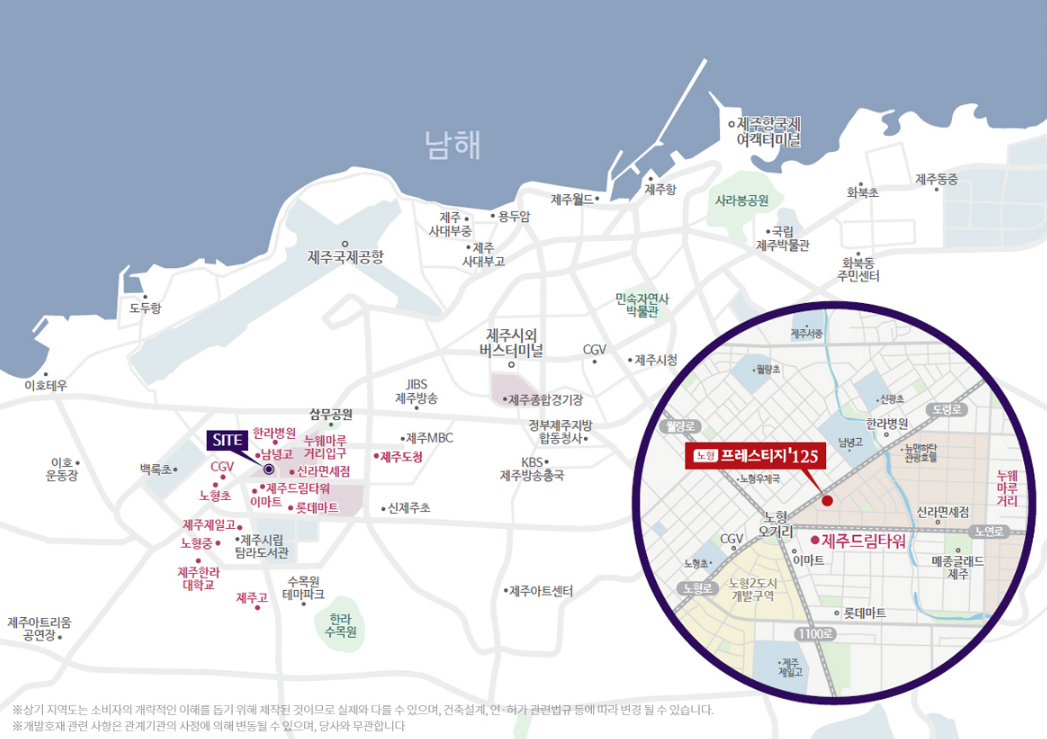 남해
제주항국제
여객터미널
제주항
제주월드
사라봉공원
화북초
제주동중
제주
사대부중
용두암
제주
사대부고
국립
제주박물관
화북동
주민센터
제주국제공항
도두항
민속자연사
박물관
제주시외
버스터미널
CGV
제주시청
이호테우
JIBS
제주방송
제주종합경기장
삼무공원
정부제주지방
합동청사
제주MBC
SITE
한라병원
남녕고
누웨마루
거리입구
제주도청
KBS
제주방송총국
이호
운동장
백록초
CGV
신라면세점
노형초
제주드림타워
이마트
롯데마트
신제주초
제주제일고
노형중
제주시립
탐라도서관
제주한라
대학교
수목원
테마파크
제주고
제주아트센터
한라
수목원
제주아트리움
공연장
제주서중
월랑초
신광초
도령로
월랑로
한라병원
남녕고
노형 프레스티지'125
뉴맨하탄
관광호텔
노형우체국
누웨
마루
거리
신라면세점
노형
오거리
노연로
CGV
제주드림타워
이마트
메종글래드
제주
노형초
노형로
노형2도시
개발구역
롯데마트
1100로
제주
제일고
※상기 지역도는 소비자의 개략적인 이해를 돕기 위해 제작된 것이므로 실제와 다를 수 있으며, 건축설계, 인·허가 관련법규 등에 따라 변경 될 수 있습니다.
※개발호재 관련 사항은 관계기관의 사정에 의해 변동될 수 있으며, 당사와 무관합니다